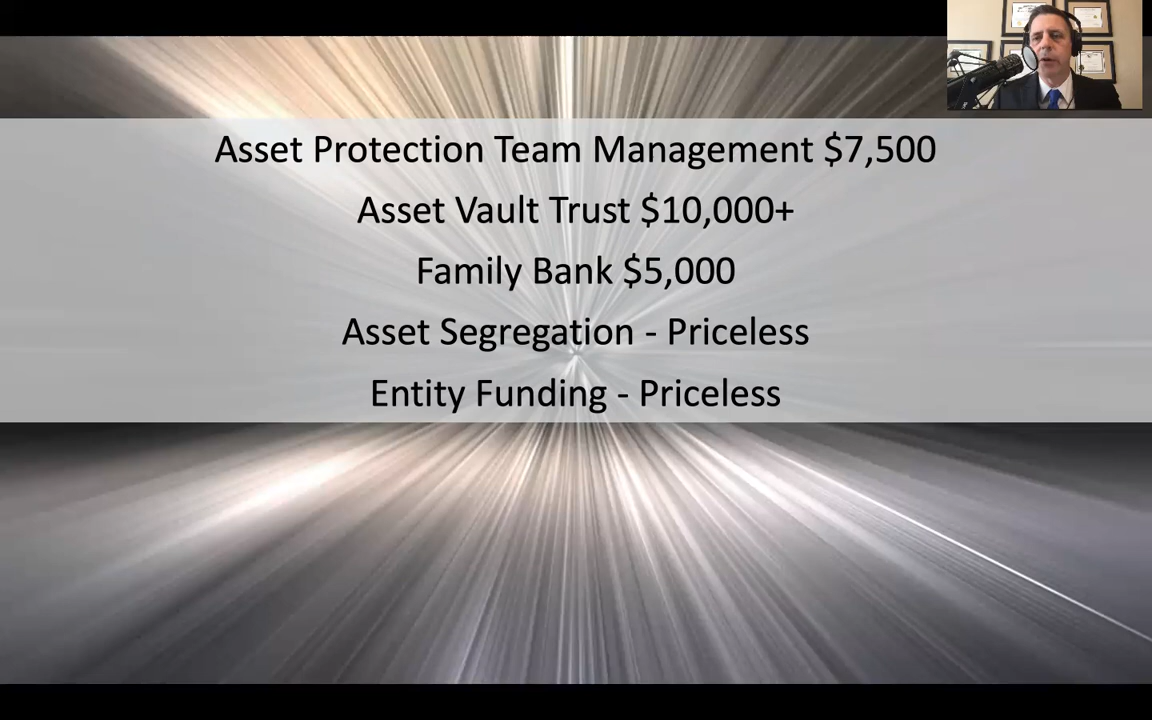 Asset Protection Team Management $7,500
Asset Vault Trust $10,000+
Family Bank $5,000
Asset Segregation - Priceless
Entity Funding - Priceless